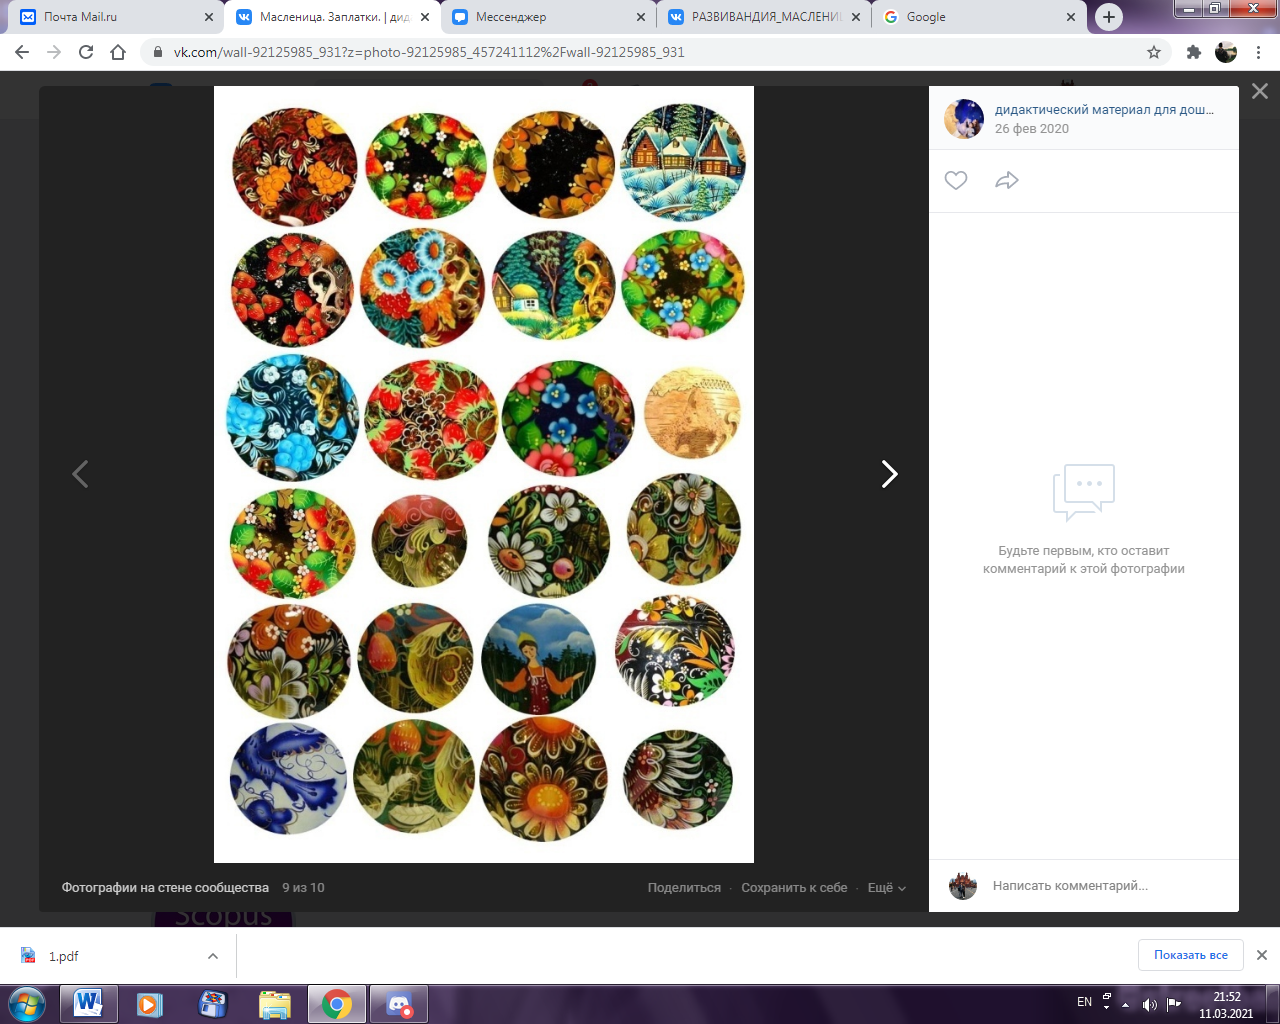 Почта Mail.ru
Масленица. Заплатки. | дид
Мессенджер
РАЗВИВАНДИЯ_МАСЛЕНИ
Google
vk.com/wall-92125985_931?z=photo-92125985_457241112%2Fwall-92125985_931
дидактический материал для дош...
26 фев 2020
Будьте первым, кто оставит
комментарий к этой фотографии
Фотографии на стене сообщества 9 из 10
Поделиться · Сохранить к себе · Ещё
Написать комментарий...
Scopus
1.pdf
Показать все
EN
21:52
11.03.2021